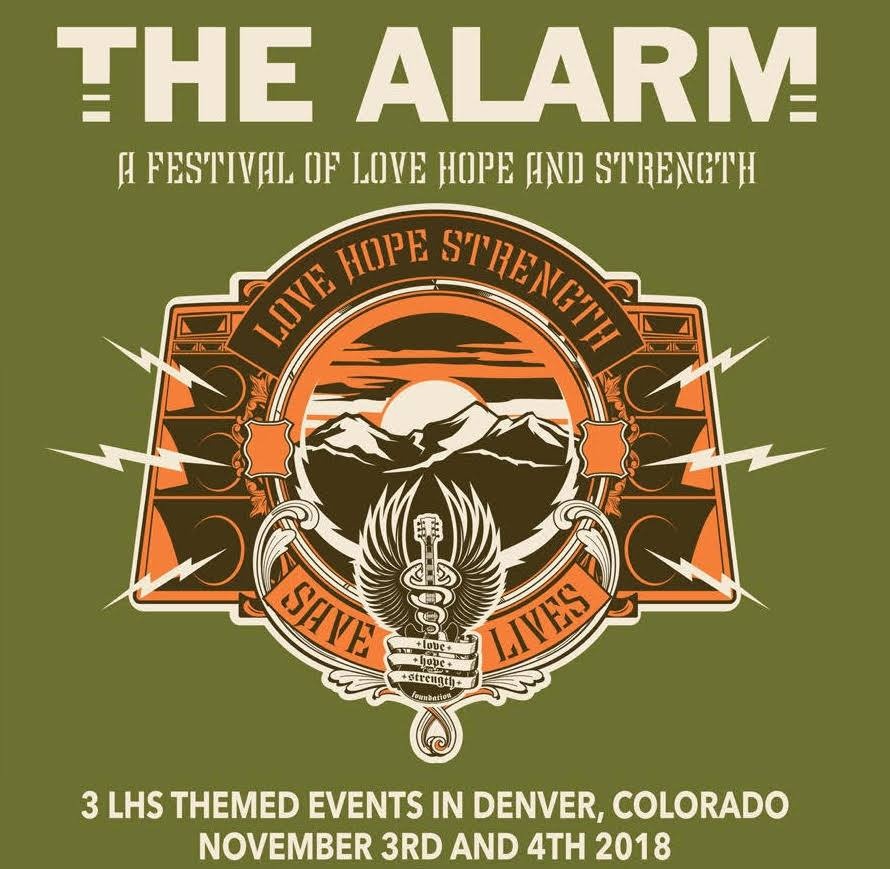 THE ALARM
A FESTIVAL OF LOVE HOPE AND STRENGTH
LOVE HOPE STRENGTH
SAVE LIVES
love
hope
strength
foundation
3 LHS THEMED EVENTS IN DENVER, COLORADO
NOVEMBER 3RD AND 4TH 2018